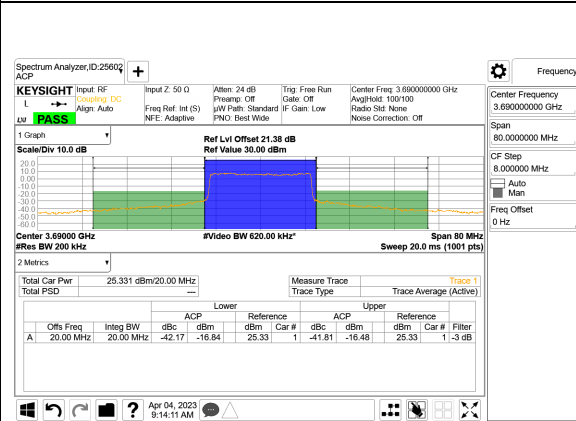 Spectrum Analyzer,ID:25602
ACP
Frequency
KEYSIGHT
L
LXI
PASS
Input: RF
Coupling: DC
Align: Auto
Input Z: 50 Ω
Freq Ref: Int (S)
NFE: Adaptive
Atten: 24 dB
Preamp: Off
µW Path: Standard
PNO: Best Wide
Trig: Free Run
Gate: Off
IF Gain: Low
Center Freq: 3.690000000 GHz
Avg|Hold: 100/100
Radio Std: None
Noise Correction: Off
Center Frequency
3.690000000 GHz
Span
80.0000000 MHz
CF Step
8.000000 MHz
Auto
Man
Freq Offset
0 Hz
1 Graph
Scale/Div 10.0 dB
Ref Lvl Offset 21.38 dB
Ref Value 30.00 dBm
20.0
10.0
0.00
-10.0
-20.0
-30.0
-40.0
-50.0
-60.0
Center 3.69000 GHz
#Res BW 200 kHz
#Video BW 620.00 kHz*
Span 80 MHz
Sweep 20.0 ms (1001 pts)
2 Metrics
Total Car Pwr 25.331 dBm/20.00 MHz
Total PSD ---
Measure Trace Trace 1
Trace Type Trace Average (Active)
Lower Upper
ACP Reference ACP Reference
Offs Freq Integ BW dBc dBm dBm Car # dBc dBm dBm Car # Filter
A 20.00 MHz 20.00 MHz -42.17 -16.84 25.33 1 -41.81 -16.48 25.33 1 -3 dB
?
Apr 04, 2023
9:14:11 AM